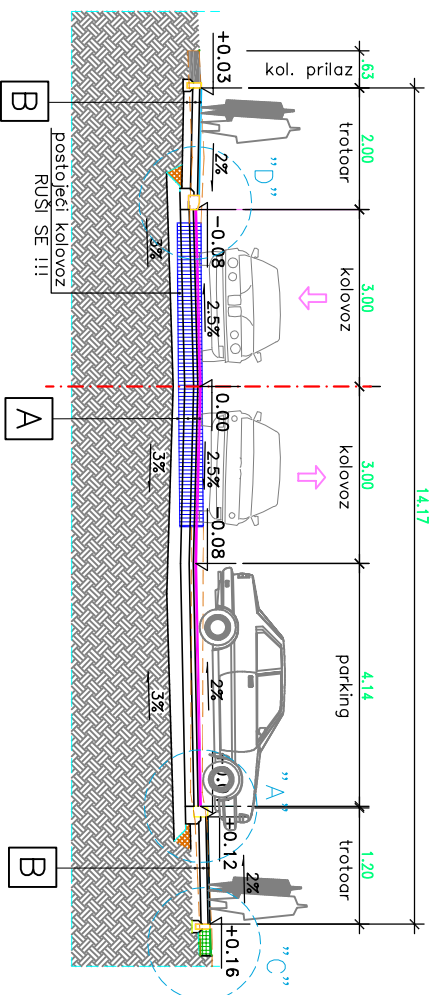 14.17
.63
2.00
3.00
3.00
4.14
1.20
kol. prilaz
trotoar
kolovoz
kolovoz
parking
trotoar
"D"
"A"
"C"
+0.03
-0.08
0.00
-0.08
+0.12
+0.16
2%
2.5%
2.5%
2%
2%
3%
3%
3%
B
A
B
postojeći kolovoz
RUŠI SE !!!